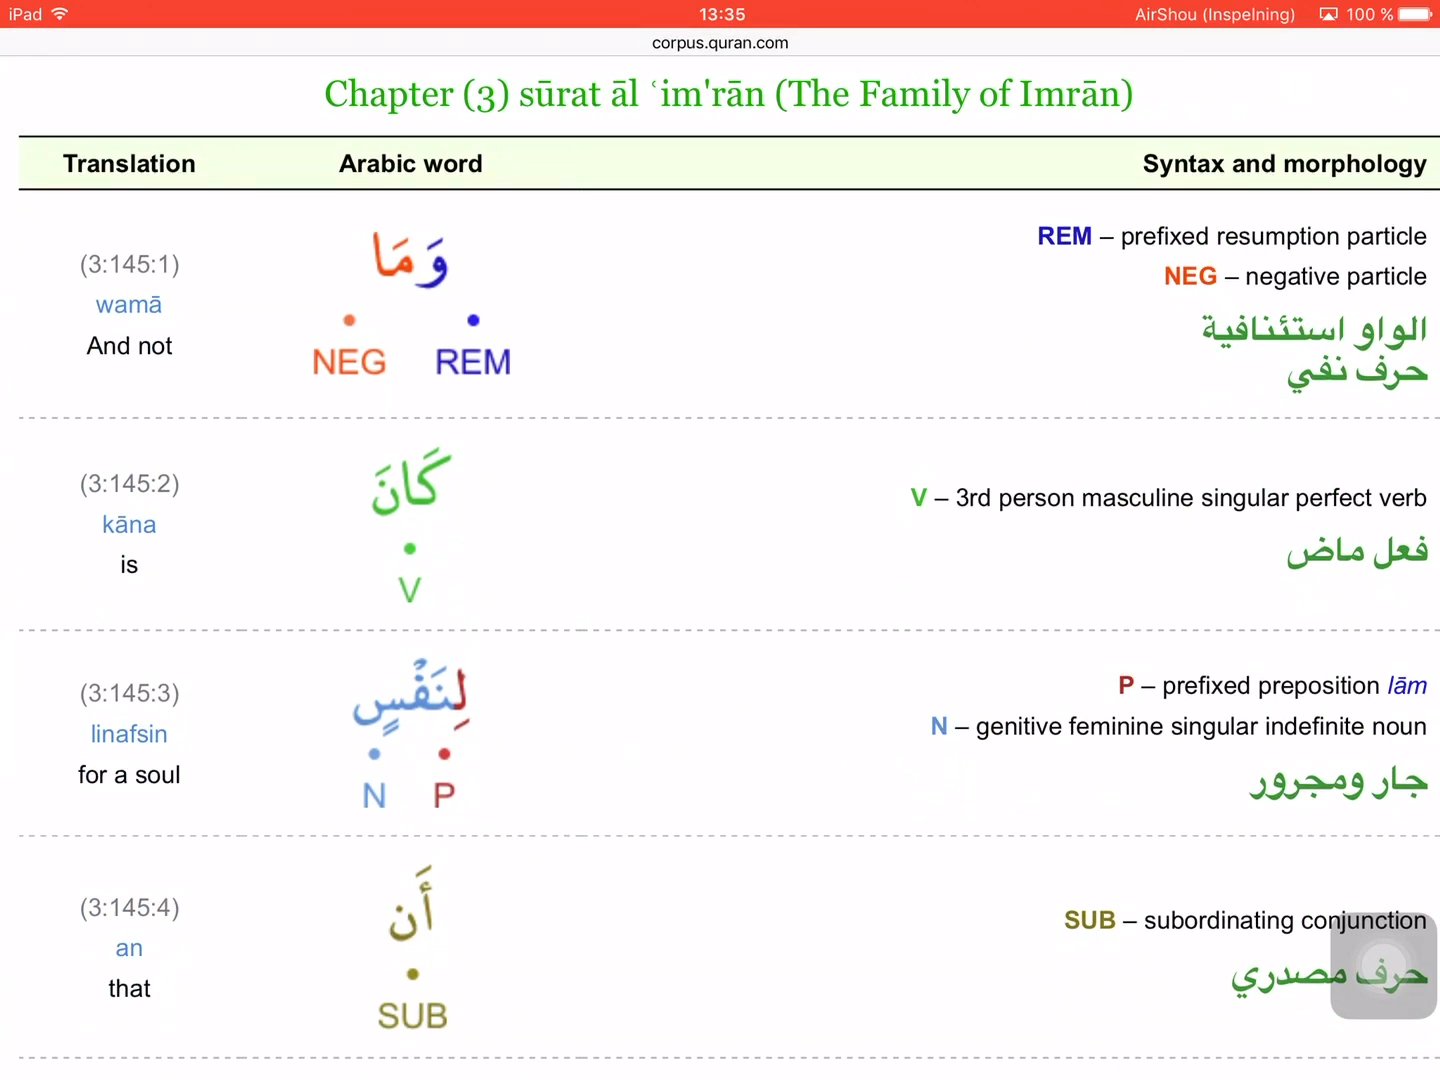 iPad 13:35 AirShou (Inspelning) 100 %
corpus.quran.com
Chapter (3) sūrat āl ʿim'rān (The Family of Imrān)
Translation Arabic word Syntax and morphology
(3:145:1)
wamā
And not
وَمَا
NEG REM
REM – prefixed resumption particle
NEG – negative particle
الواو استئنافية
حرف نفي
(3:145:2)
kāna
is
كَانَ
V
V – 3rd person masculine singular perfect verb
فعل ماض
(3:145:3)
linafsin
for a soul
لِنَفْسٍ
N P
P – prefixed preposition lām
N – genitive feminine singular indefinite noun
جار ومجرور
(3:145:4)
an
that
أَن
SUB
SUB – subordinating conjunction
حرف مصدري